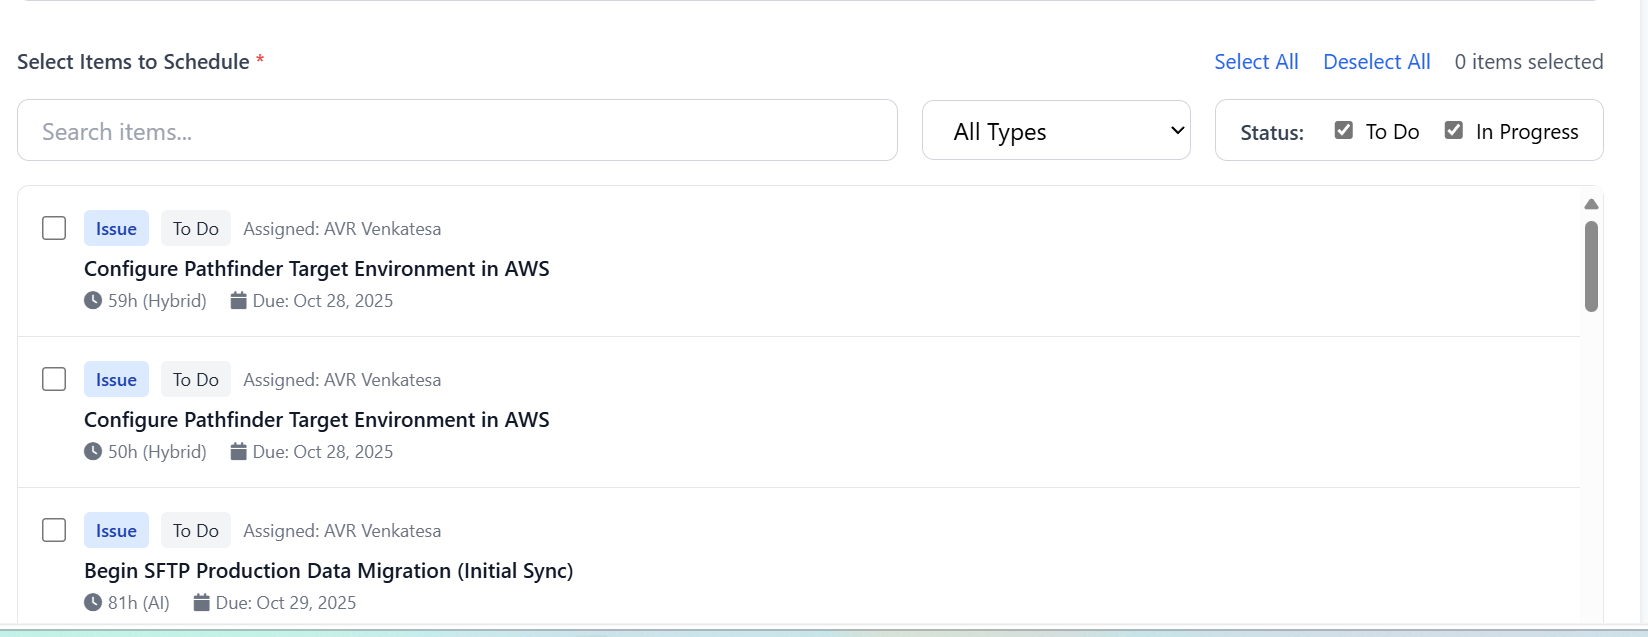 Select Items to Schedule * Select All Deselect All 0 items selected
Search items... All Types Status: To Do In Progress
Issue To Do Assigned: AVR Venkatesa
Configure Pathfinder Target Environment in AWS
59h (Hybrid) Due: Oct 28, 2025
Issue To Do Assigned: AVR Venkatesa
Configure Pathfinder Target Environment in AWS
50h (Hybrid) Due: Oct 28, 2025
Issue To Do Assigned: AVR Venkatesa
Begin SFTP Production Data Migration (Initial Sync)
81h (AI) Due: Oct 29, 2025